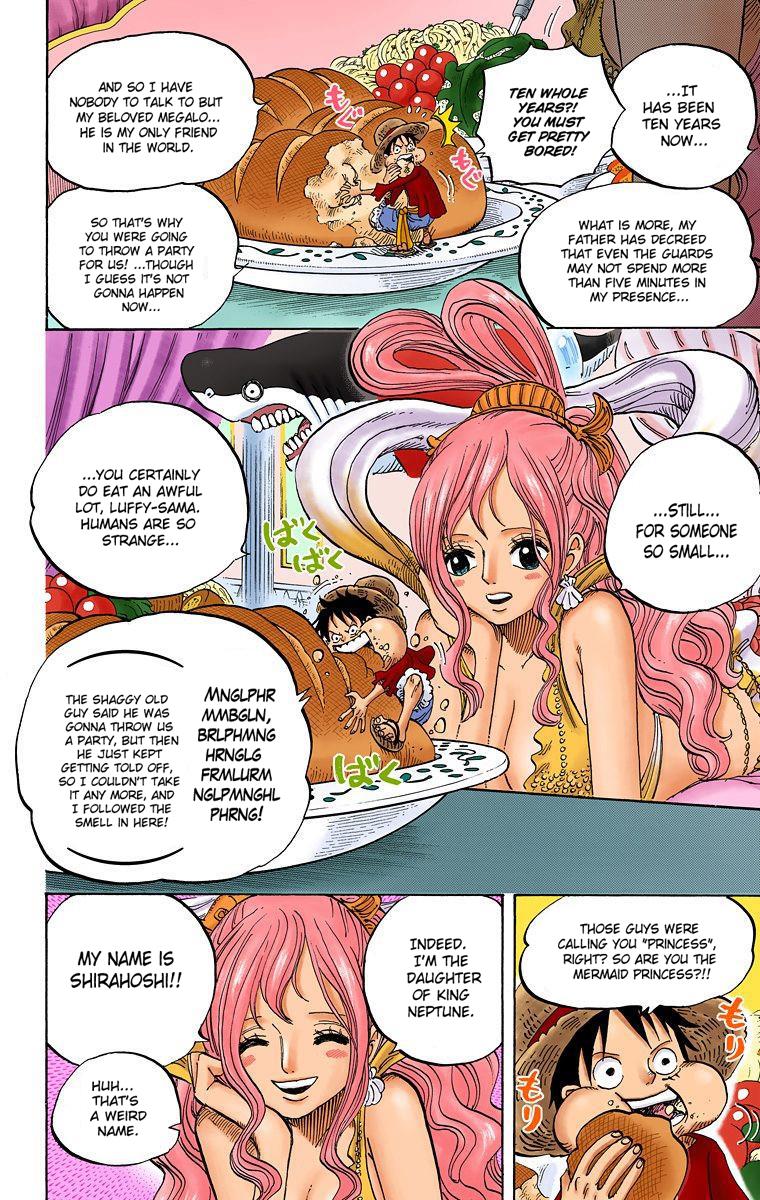 ...IT
HAS BEEN
TEN YEARS
NOW...
TEN WHOLE
YEARS?!
YOU MUST
GET PRETTY
BORED!
WHAT IS MORE, MY
FATHER HAS DECREED
THAT EVEN THE GUARDS
MAY NOT SPEND MORE
THAN FIVE MINUTES IN
MY PRESENCE...
AND SO I HAVE
NOBODY TO TALK TO BUT
MY BELOVED MEGALO...
HE IS MY ONLY FRIEND
IN THE WORLD.
SO THAT'S WHY
YOU WERE GOING
TO THROW A PARTY
FOR US! ...THOUGH
I GUESS IT'S NOT
GONNA HAPPEN
NOW...
もぐ
もぐ
...STILL...
FOR SOMEONE
SO SMALL...
...YOU CERTAINLY
DO EAT AN AWFUL
LOT, LUFFY-SAMA.
HUMANS ARE SO
STRANGE...
ばく
ばく
ばく
MNGLPHR
MMBGLN,
BRLPHMNG
HRNGLG
FRMLURM
NGLPMNGHL
PHRNG!
THE SHAGGY OLD
GUY SAID HE WAS
GONNA THROW US
A PARTY, BUT THEN
HE JUST KEPT
GETTING TOLD OFF,
SO I COULDN'T TAKE
IT ANY MORE, AND
I FOLLOWED THE
SMELL IN HERE!
THOSE GUYS WERE
CALLING YOU "PRINCESS",
RIGHT? SO ARE YOU THE
MERMAID PRINCESS?!!
もり
もり
INDEED.
I'M THE
DAUGHTER
OF KING
NEPTUNE.
MY NAME IS
SHIRAHOSHI!!
HUH...
THAT'S
A WEIRD
NAME.